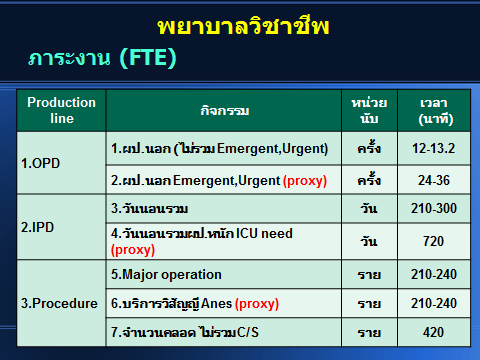 พยาบาลวิชาชีพ
ภาระงาน (FTE)
Production line กิจกรรม หน่วยนับ เวลา (นาที)
1.OPD 1.ผป.นอก (ไม่รวม Emergent,Urgent) ครั้ง 12-13.2
2.ผป.นอก Emergent,Urgent (proxy) ครั้ง 24-36
2.IPD 3.วันนอนรวม วัน 210-300
4.วันนอนรวมผป.หนัก ICU need (proxy) วัน 720
3.Procedure 5.Major operation ราย 210-240
6.บริการวิสัญญี Anes (proxy) ราย 210-240
7.จำนวนคลอด ไม่รวม C/S ราย 420